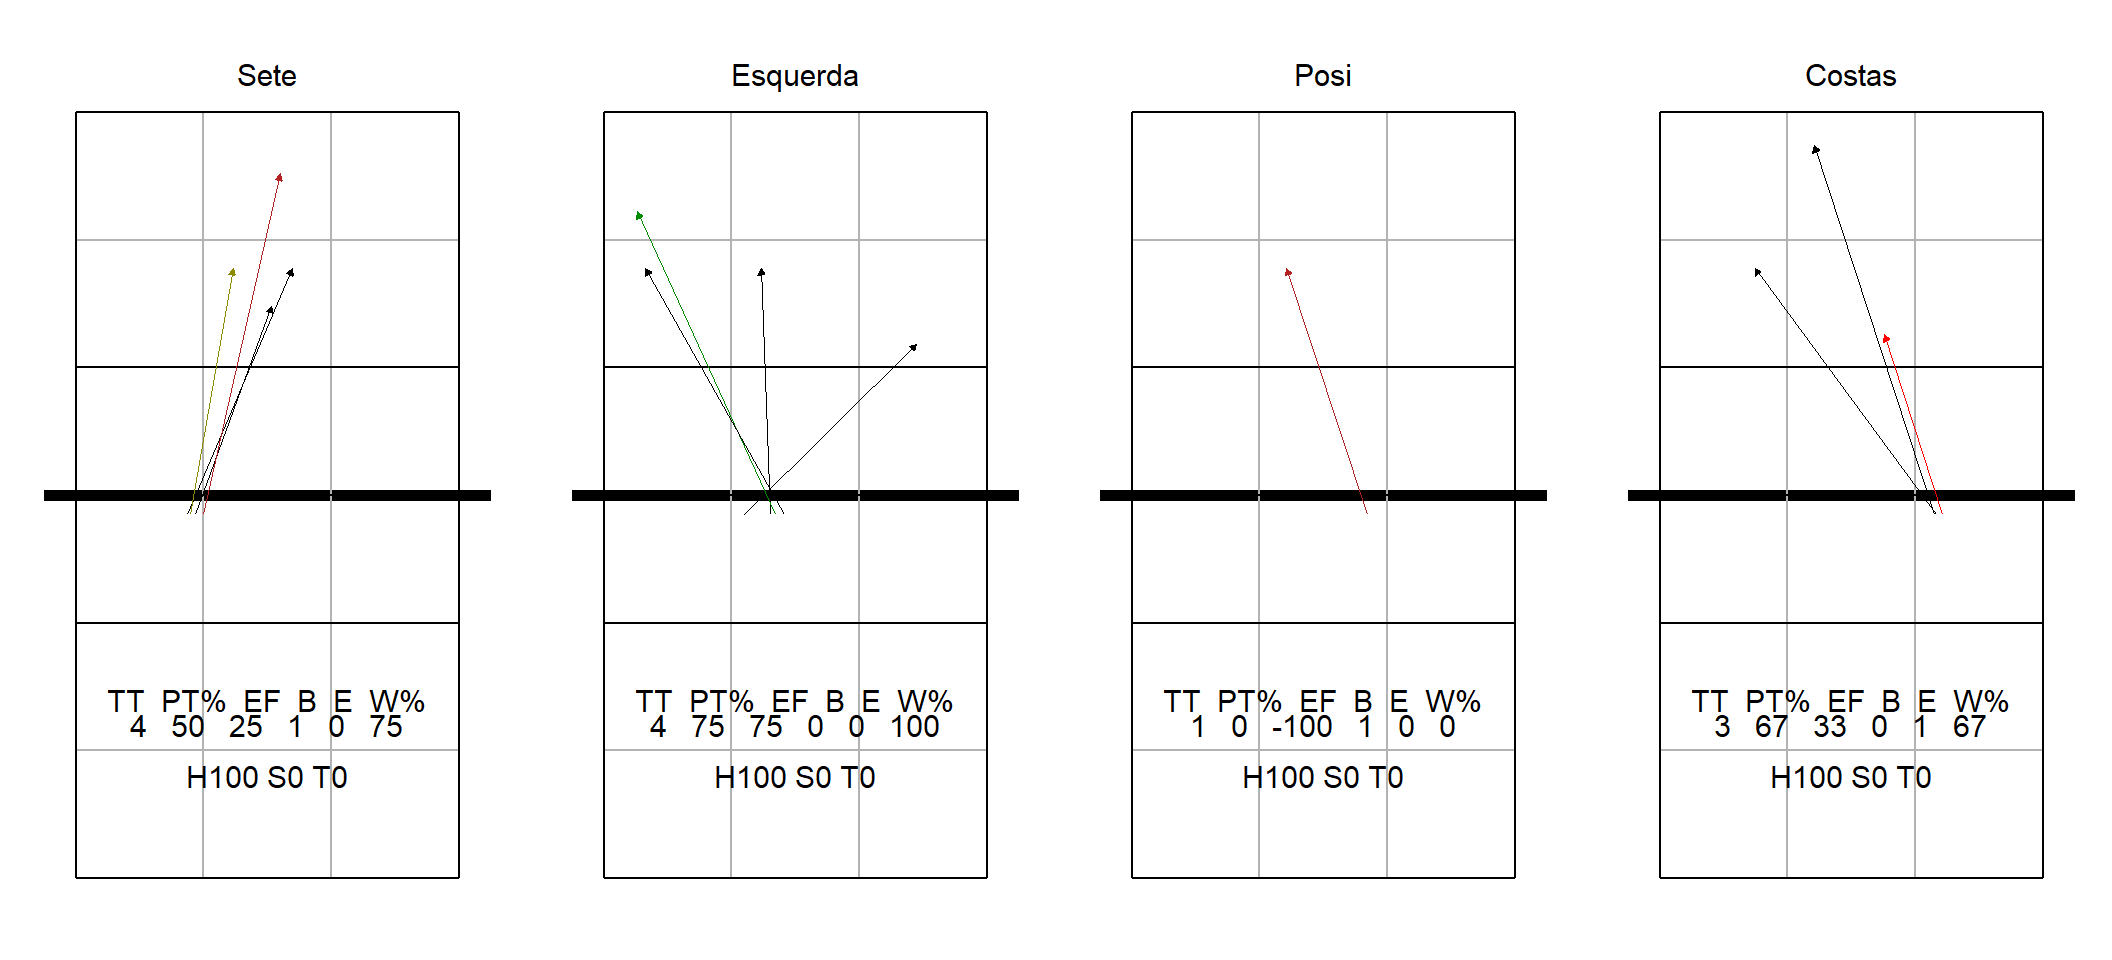 Sete
TT PT% EF B E W%
4 50 25 1 0 75
H100 S0 T0
Esquerda
TT PT% EF B E W%
4 75 75 0 0 100
H100 S0 T0
Posi
TT PT% EF B E W%
1 0 -100 1 0 0
H100 S0 T0
Costas
TT PT% EF B E W%
3 67 33 0 1 67
H100 S0 T0